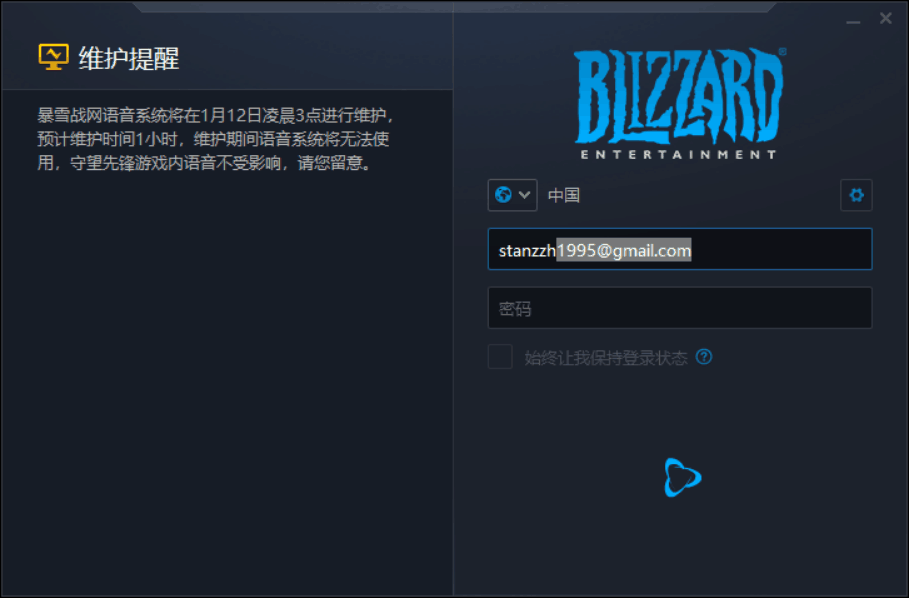 维护提醒
暴雪战网语音系统将在1月12日凌晨3点进行维护，
预计维护时间1小时，维护期间语音系统将无法使
用，守望先锋游戏内语音不受影响，请您留意。
BLIZZARD®
ENTERTAINMENT
中国
stanzzh1995@gmail.com
密码
始终让我保持登录状态 ?